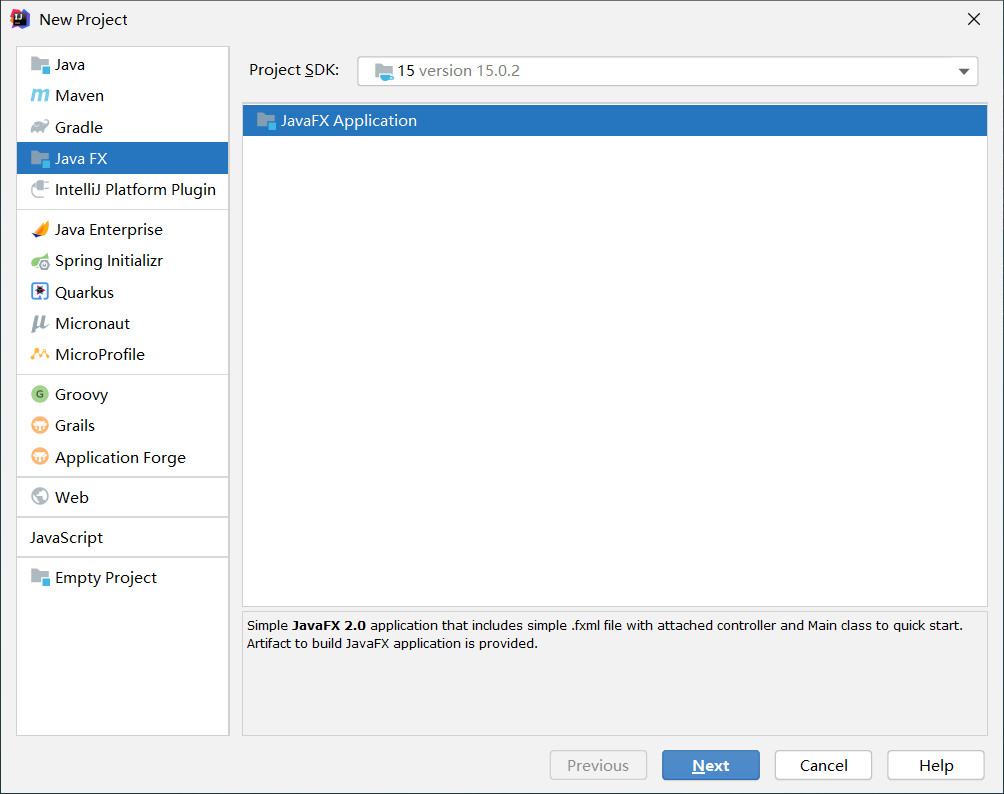 New Project
Java
Maven
Gradle
Java FX
IntelliJ Platform Plugin
Java Enterprise
Spring Initializr
Quarkus
Micronaut
MicroProfile
Groovy
Grails
Application Forge
Web
JavaScript
Empty Project
Project SDK: 15 version 15.0.2
JavaFX Application
Simple JavaFX 2.0 application that includes simple .fxml file with attached controller and Main class to quick start.
Artifact to build JavaFX application is provided.
Previous Next Cancel Help